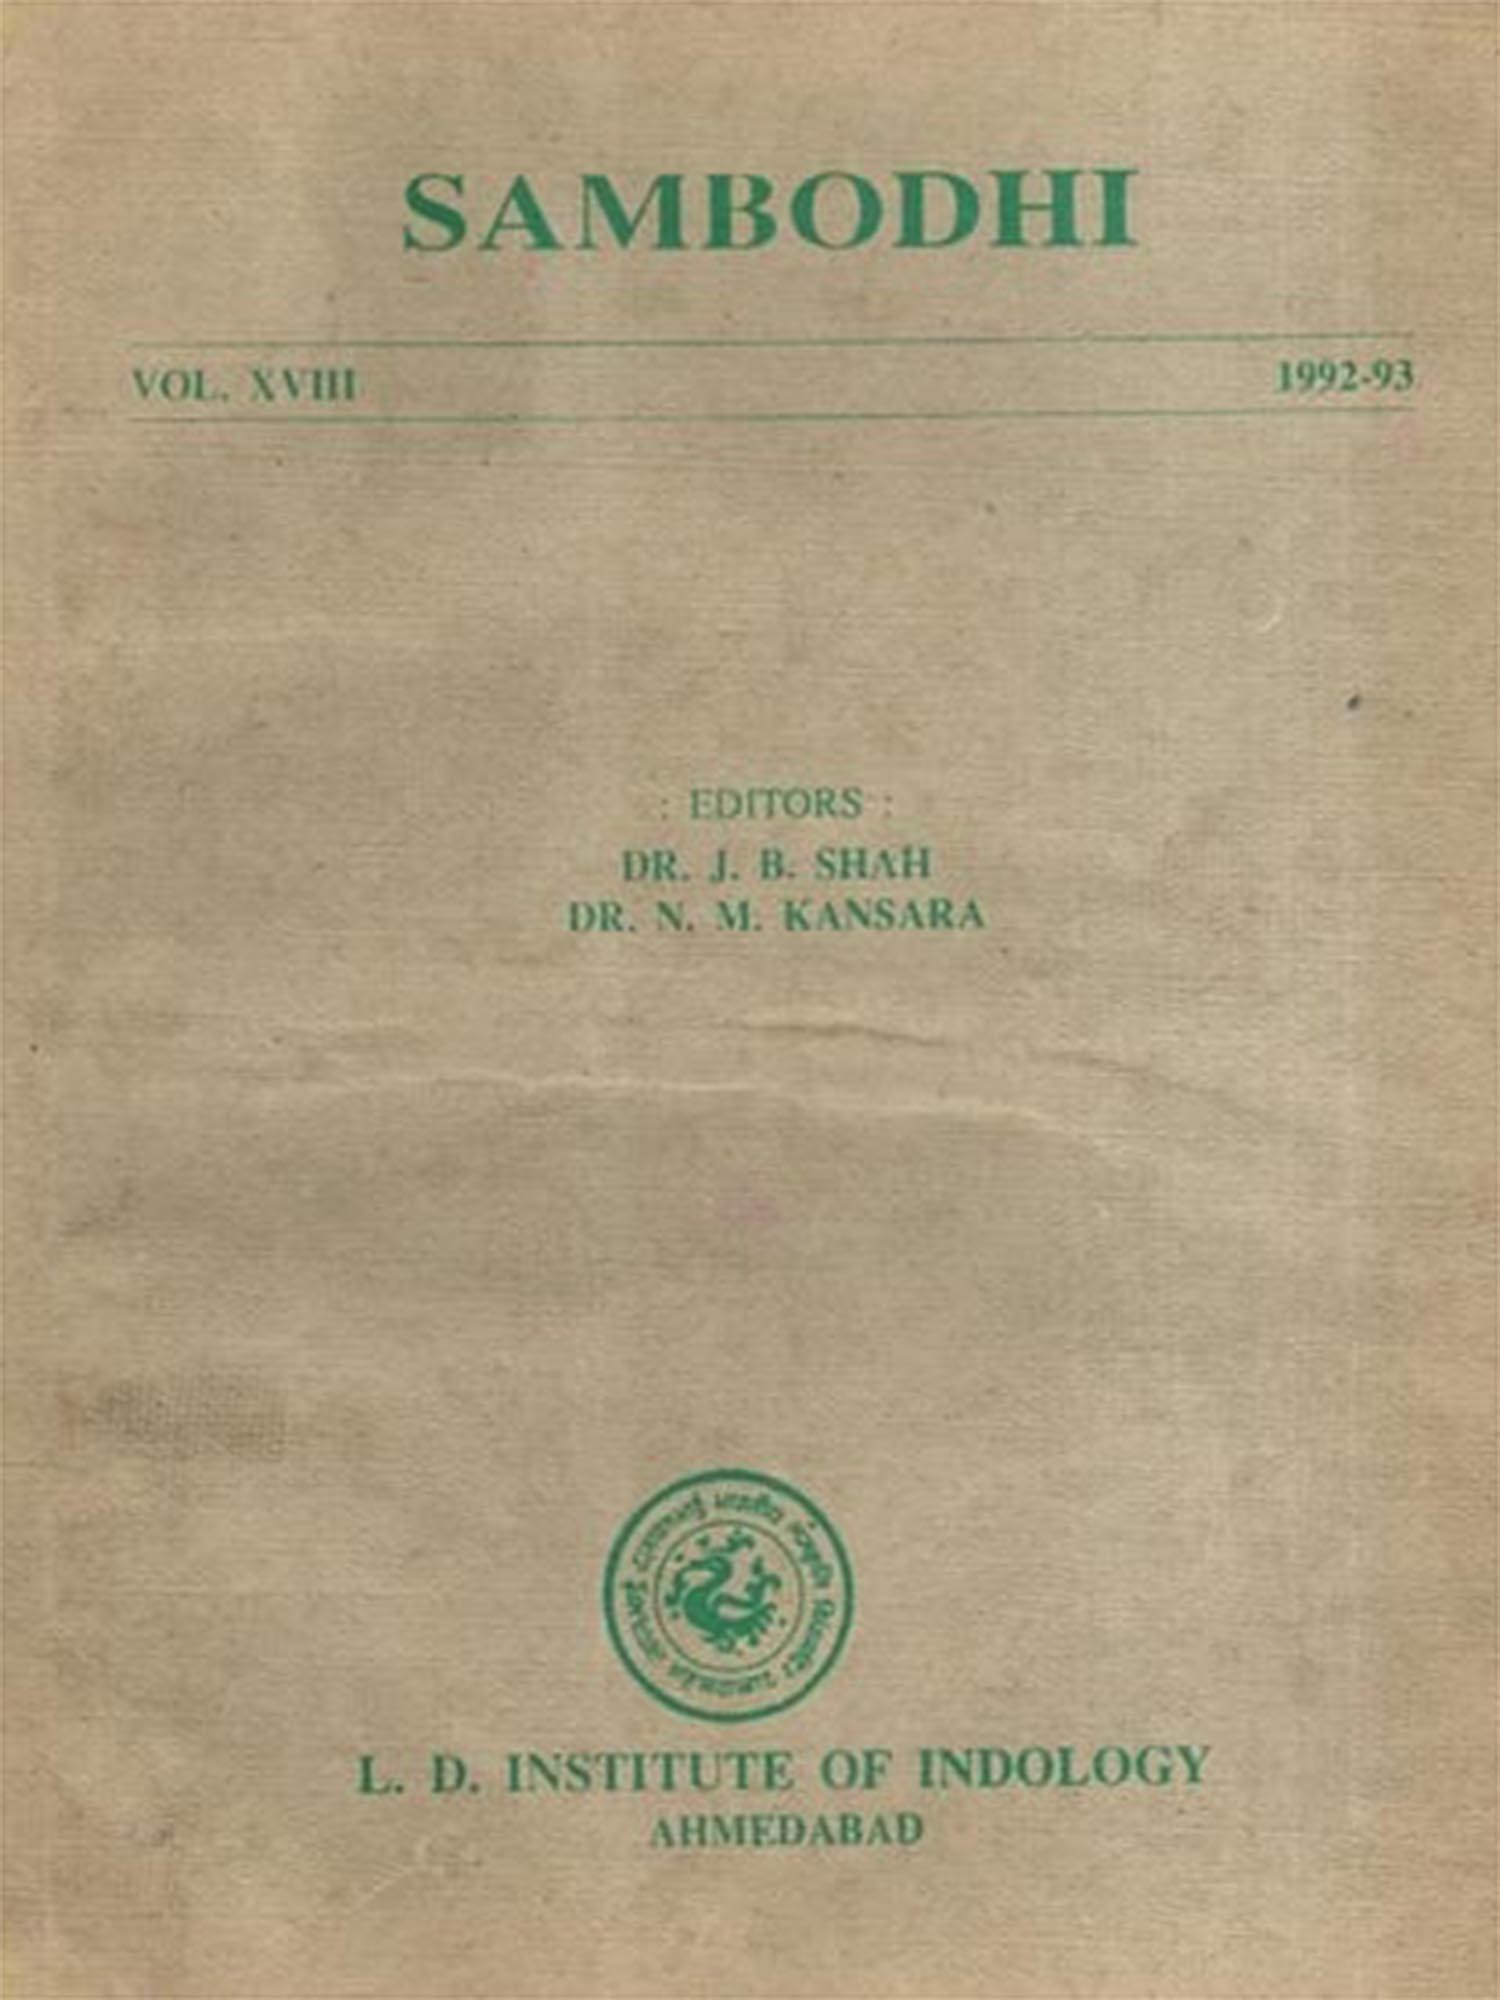 SAMBODHI
VOL. XVIII 1992-93
: EDITORS :
DR. J. B. SHAH
DR. N. M. KANSARA
L. D. INSTITUTE OF INDOLOGY
AHMEDABAD